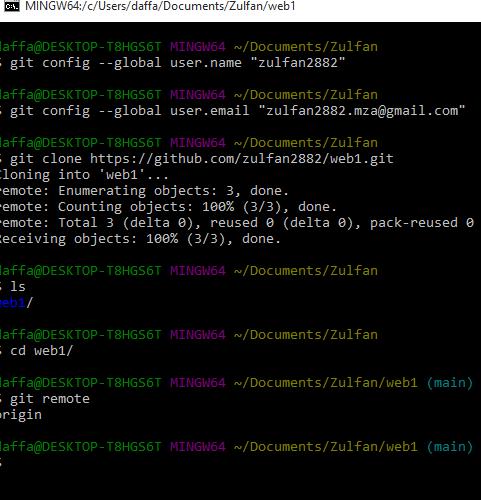 MINGW64:/c/Users/daffa/Documents/Zulfan/web1
daffa@DESKTOP-T8HGS6T MINGW64 ~/Documents/Zulfan
$ git config --global user.name "zulfan2882"
daffa@DESKTOP-T8HGS6T MINGW64 ~/Documents/Zulfan
$ git config --global user.email "zulfan2882.mza@gmail.com"
daffa@DESKTOP-T8HGS6T MINGW64 ~/Documents/Zulfan
$ git clone https://github.com/zulfan2882/web1.git
Cloning into 'web1'...
remote: Enumerating objects: 3, done.
remote: Counting objects: 100% (3/3), done.
remote: Total 3 (delta 0), reused 0 (delta 0), pack-reused 0
Receiving objects: 100% (3/3), done.
daffa@DESKTOP-T8HGS6T MINGW64 ~/Documents/Zulfan
$ ls
web1/
daffa@DESKTOP-T8HGS6T MINGW64 ~/Documents/Zulfan
$ cd web1/
daffa@DESKTOP-T8HGS6T MINGW64 ~/Documents/Zulfan/web1 (main)
$ git remote
origin
daffa@DESKTOP-T8HGS6T MINGW64 ~/Documents/Zulfan/web1 (main)
$